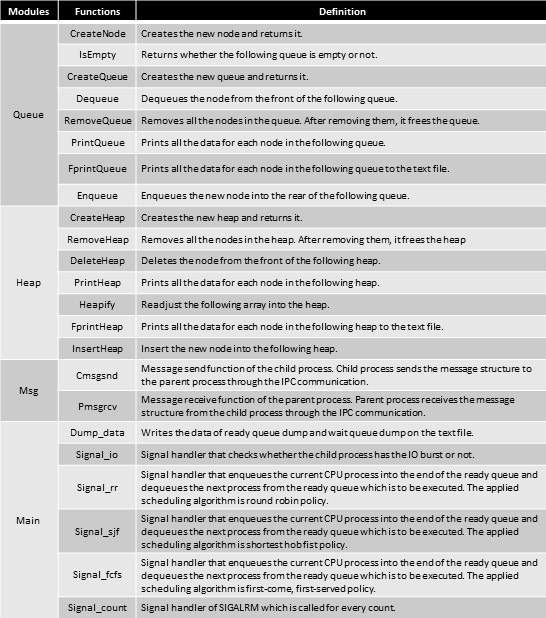 Modules Functions Definition
Queue
CreateNode Creates the new node and returns it.
IsEmpty Returns whether the following queue is empty or not.
CreateQueue Creates the new queue and returns it.
Dequeue Dequeues the node from the front of the following queue.
RemoveQueue Removes all the nodes in the queue. After removing them, it frees the queue.
PrintQueue Prints all the data for each node in the following queue.
FprintQueue Prints all the data for each node in the following queue to the text file.
Enqueue Enqueues the new node into the rear of the following queue.
Heap
CreateHeap Creates the new heap and returns it.
RemoveHeap Removes all the nodes in the heap. After removing them, it frees the heap
DeleteHeap Deletes the node from the front of the following heap.
PrintHeap Prints all the data for each node in the following heap.
Heapify Readjust the following array into the heap.
FprintHeap Prints all the data for each node in the following heap to the text file.
InsertHeap Insert the new node into the following heap.
Msg
Cmsgsnd Message send function of the child process. Child process sends the message structure to
the parent process through the IPC communication.
Pmsgrcv Message receive function of the parent process. Parent process receives the message
structure from the child process through the IPC communication.
Main
Dump_data Writes the data of ready queue dump and wait queue dump on the text file.
Signal_io Signal handler that checks whether the child process has the IO burst or not.
Signal_rr Signal handler that enqueues the current CPU process into the end of the ready queue and
dequeues the next process from the ready queue which is to be executed. The applied
scheduling algorithm is round robin policy.
Signal_sjf Signal handler that enqueues the current CPU process into the end of the ready queue and
dequeues the next process from the ready queue which is to be executed. The applied
scheduling algorithm is shortest hob fist policy.
Signal_fcfs Signal handler that enqueues the current CPU process into the end of the ready queue and
dequeues the next process from the ready queue which is to be executed. The applied
scheduling algorithm is first-come, first-served policy.
Signal_count Signal handler of SIGALRM which is called for every count.